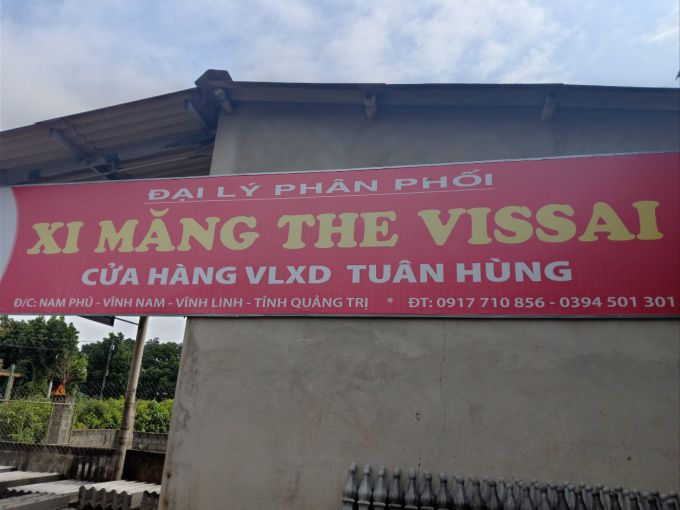 ĐẠI LÝ PHÂN PHỐI
XI MĂNG THE VISSAI
CỬA HÀNG VLXD TUÂN HÙNG
Đ/C: NAM PHÚ - VĨNH NAM - VĨNH LINH - TỈNH QUẢNG TRỊ * ĐT: 0917 710 856 - 0394 501 301